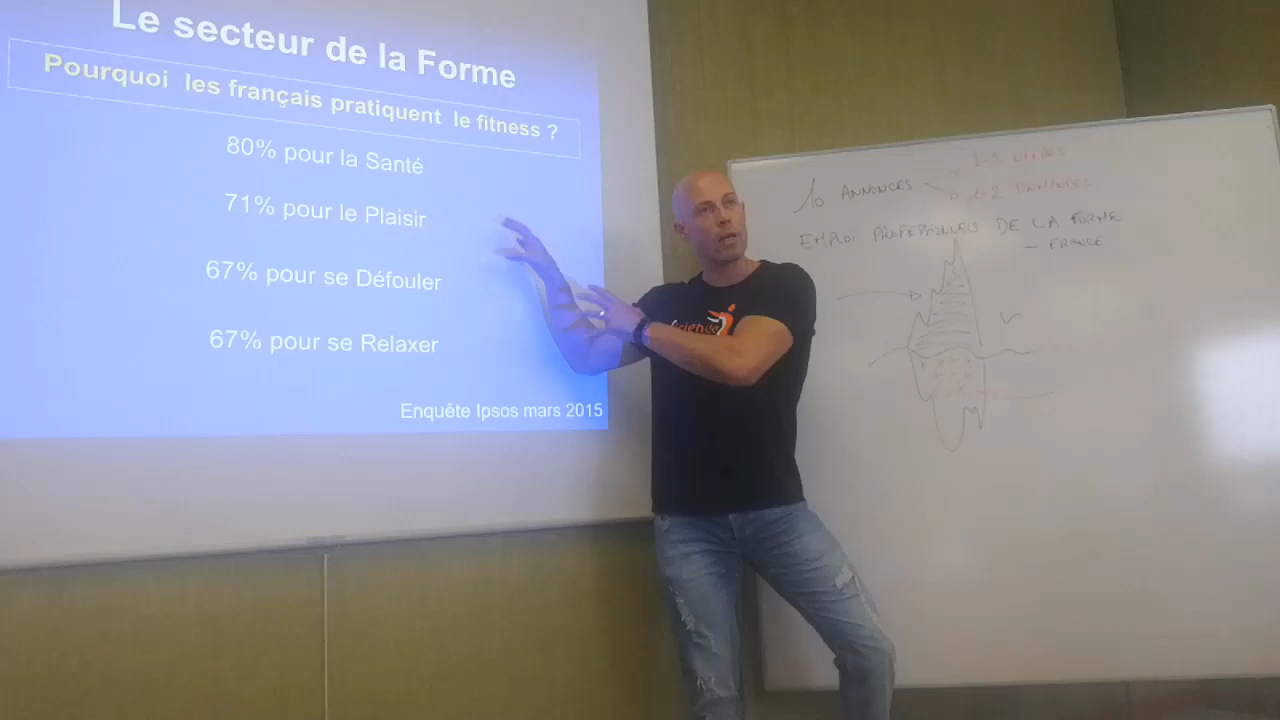 Le secteur de la Forme
Pourquoi les français pratiquent le fitness ?
80% pour la Santé
71% pour le Plaisir
67% pour se Défouler
67% pour se Relaxer
Enquête Ipsos mars 2015
10 ANNONCES
EMPLOI PROFESSIONNELS DE LA FORME
- FRANCE